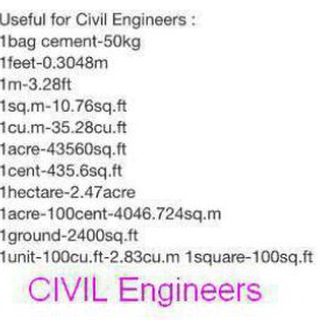 Useful for Civil Engineers :
1bag cement-50kg
1feet-0.3048m
1m-3.28ft
1sq.m-10.76sq.ft
1cu.m-35.28cu.ft
1acre-43560sq.ft
1cent-435.6sq.ft
1hectare-2.47acre
1acre-100cent-4046.724sq.m
1ground-2400sq.ft
1unit-100cu.ft-2.83cu.m 1square-100sq.ft
CIVIL Engineers